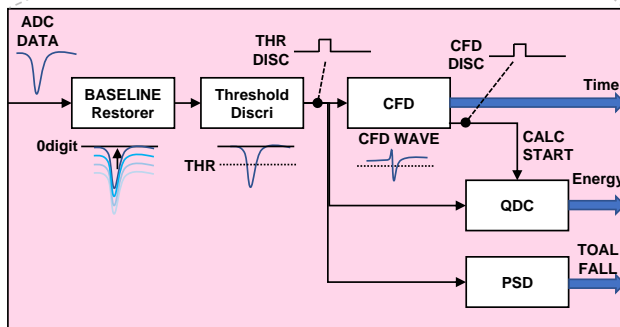 ADC
DATA
THR
DISC
CFD
DISC
BASELINE
Restorer
Threshold
Discri
CFD
Time
0digit
THR
CFD WAVE
CALC
START
QDC
Energy
PSD
TOAL
FALL